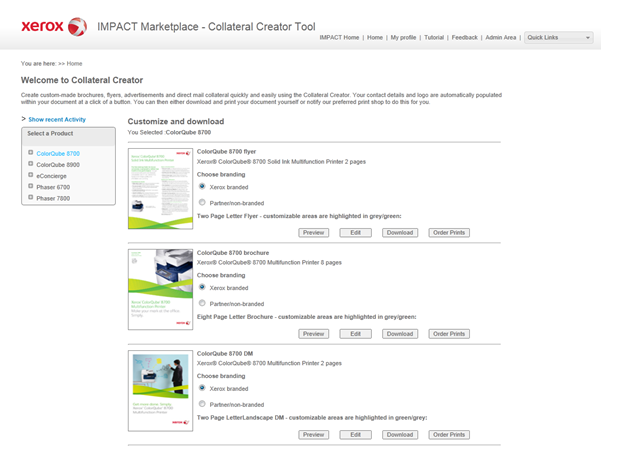 xerox
IMPACT Marketplace - Collateral Creator Tool
IMPACT Home | Home | My profile | Tutorial | Feedback | Admin Area | Quick Links
You are here: >> Home
Welcome to Collateral Creator
Create custom-made brochures, flyers, advertisements and direct mail collateral quickly and easily using the Collateral Creator. Your contact details and logo are automatically populated
within your document at a click of a button. You can then either download and print your document yourself or notify our preferred print shop to do this for you.
> Show recent Activity
Select a Product
ColorQube 8700
ColorQube 8900
eConcierge
Phaser 6700
Phaser 7800
Customize and download
You Selected :ColorQube 8700
ColorQube 8700 flyer
Xerox® ColorQube® 8700 Solid Ink Multifunction Printer 2 pages
Choose branding
Xerox branded
Partner/non-branded
Two Page Letter Flyer - customizable areas are highlighted in grey/green:
Preview Edit Download Order Prints
ColorQube 8700 brochure
Xerox® ColorQube® 8700 Multifunction Printer 8 pages
Choose branding
Xerox branded
Partner/non-branded
Eight Page Letter Brochure - customizable areas are highlighted in grey/green:
Preview Edit Download Order Prints
ColorQube 8700 DM
Xerox® ColorQube® 8700 Multifunction Printer 2 pages
Choose branding
Xerox branded
Partner/non-branded
Two Page LetterLandscape DM - customizable areas are highlighted in green/grey:
Preview Edit Download Order Prints